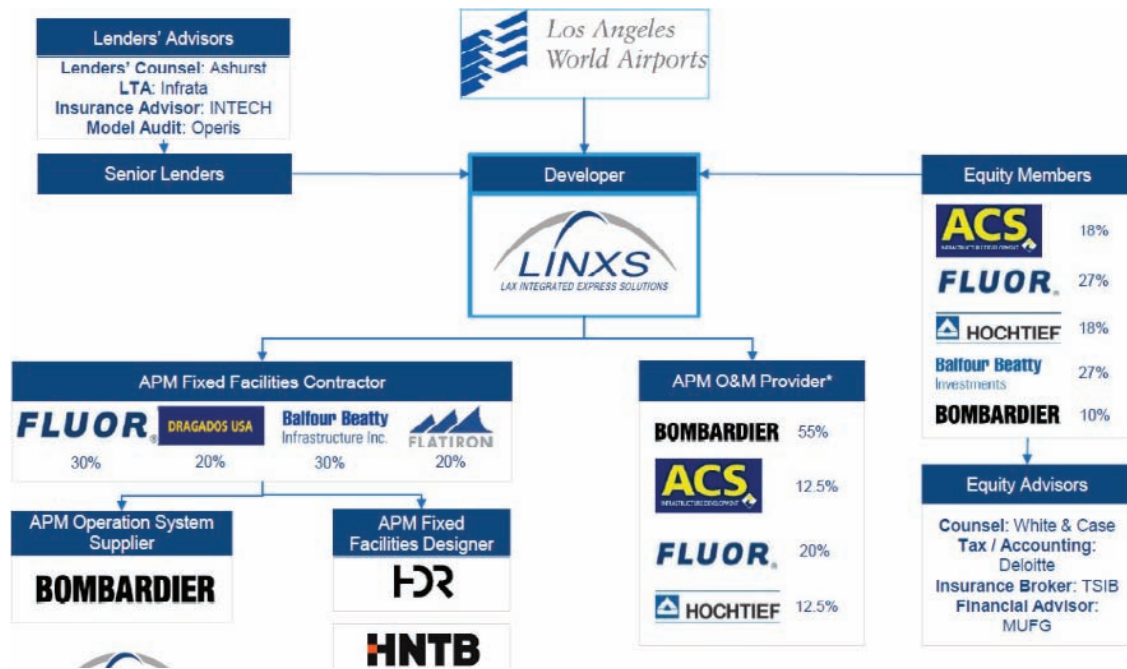 Lenders' Advisors
Lenders' Counsel: Ashurst
LTA: Infrata
Insurance Advisor: INTECH
Model Audit: Operis
Senior Lenders
Los Angeles
World Airports
Developer
LINXS
LAX INTEGRATED EXPRESS SOLUTIONS
Equity Members
ACS
INFRASTRUCTURE DEVELOPMENT
18%
FLUOR®
27%
HOCHTIEF
18%
Balfour Beatty
Investments
27%
BOMBARDIER
10%
Equity Advisors
Counsel: White & Case
Tax / Accounting:
Deloitte
Insurance Broker: TSIB
Financial Advisor:
MUFG
APM Fixed Facilities Contractor
FLUOR®
30%
DRAGADOS USA
20%
Balfour Beatty
Infrastructure Inc.
30%
FLATIRON
20%
APM Operation System
Supplier
BOMBARDIER
APM Fixed
Facilities Designer
HDR
HNTB
APM O&M Provider*
BOMBARDIER 55%
ACS
INFRASTRUCTURE DEVELOPMENT
12.5%
FLUOR® 20%
HOCHTIEF 12.5%